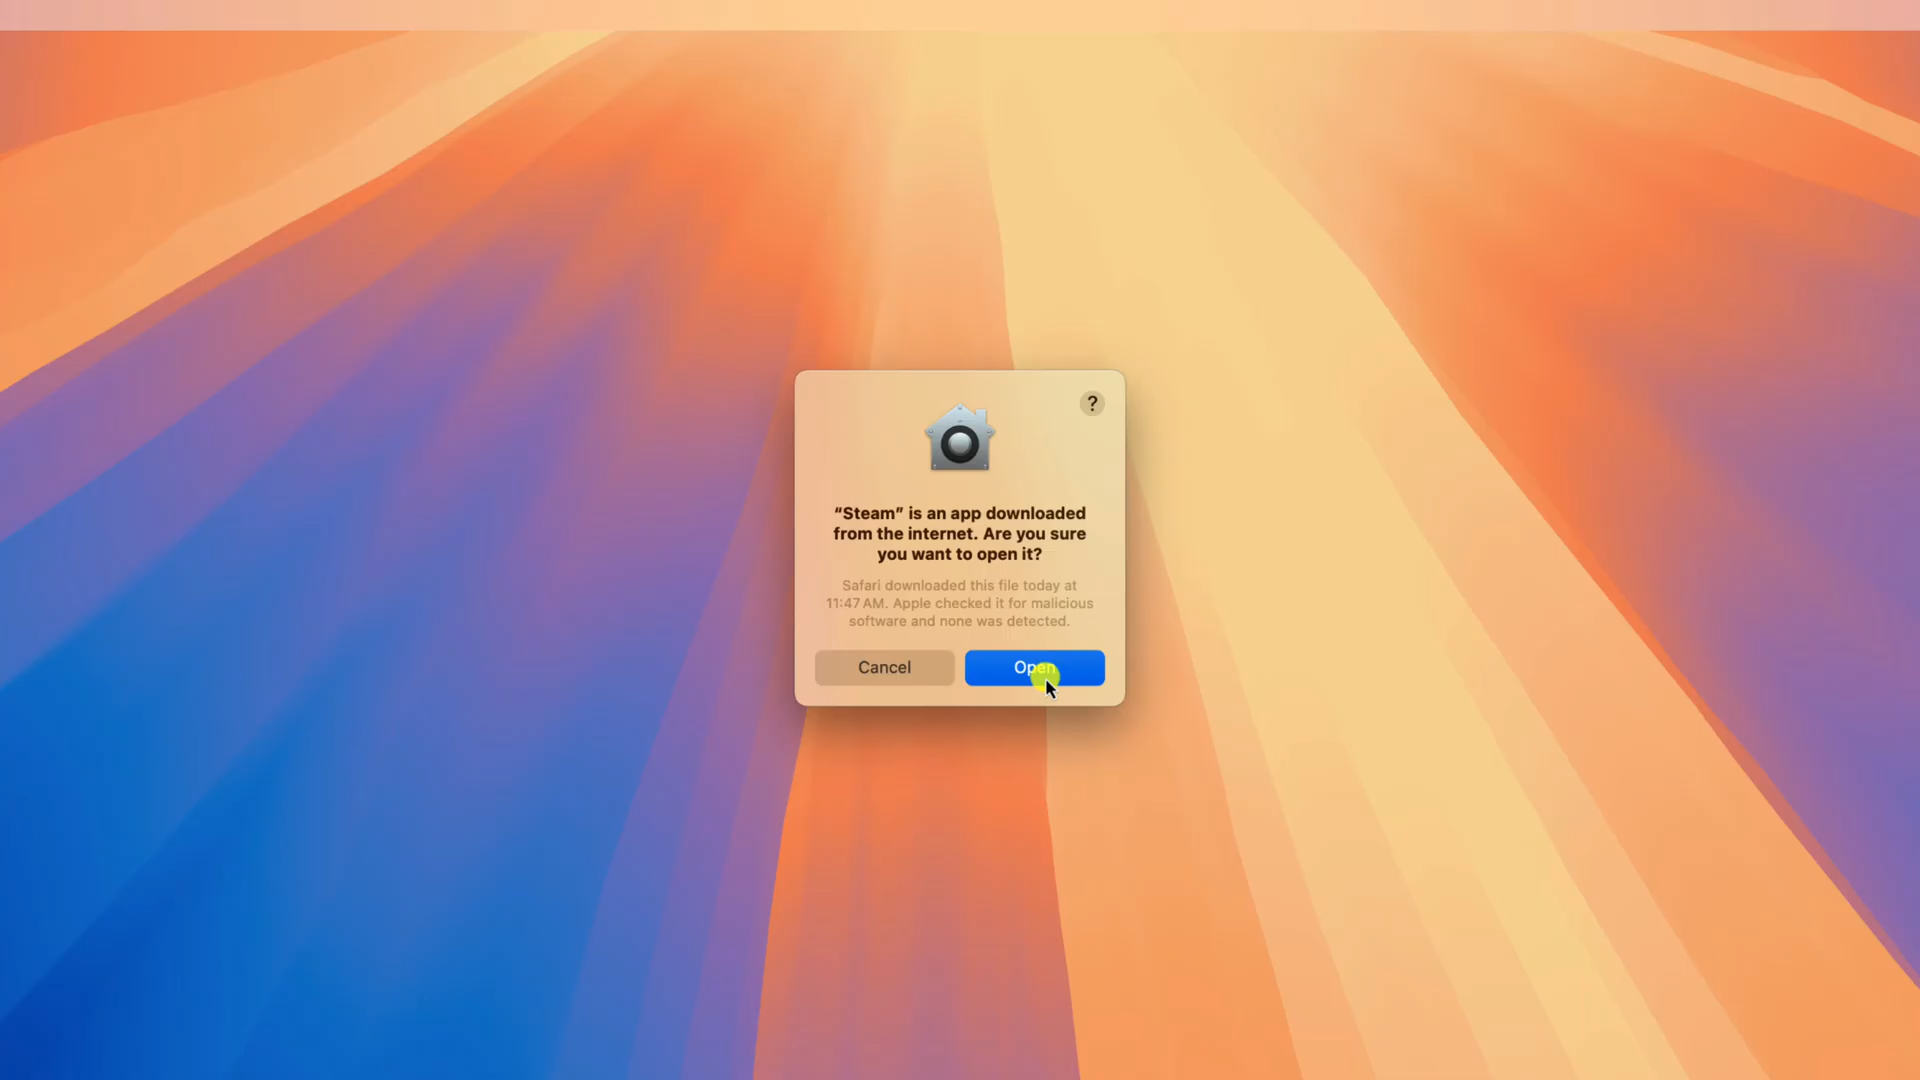 ?
“Steam” is an app downloaded
from the internet. Are you sure
you want to open it?
Safari downloaded this file today at
11:47 AM. Apple checked it for malicious
software and none was detected.
Cancel
Open